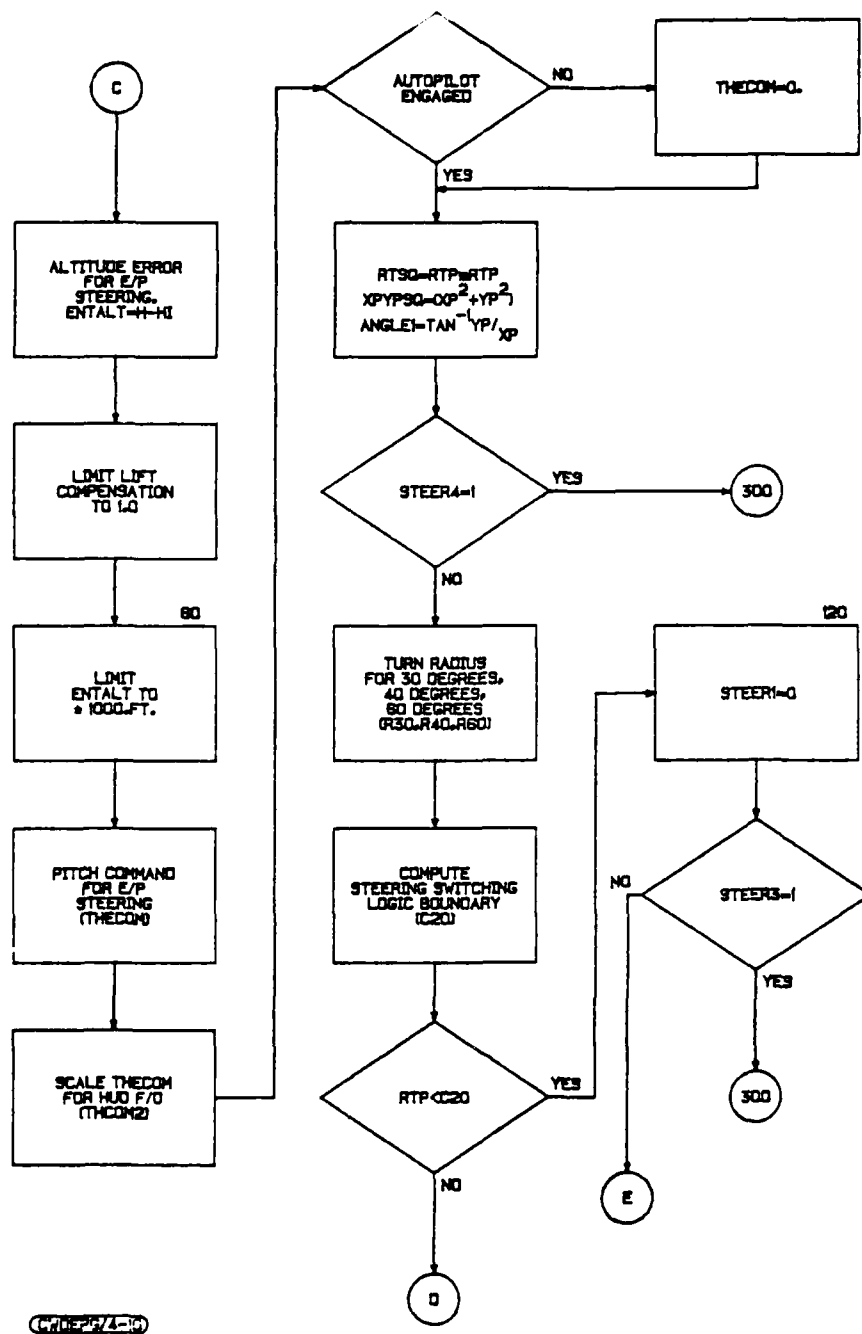 C
ALTITUDE ERROR
FOR E/P
STEERING.
ENTALT=H-HI
LIMIT LIFT
COMPENSATION
TO 1.0
60
LIMIT
ENTALT TO
* 1000.FT.
PITCH COMMAND
FOR E/P
STEERING
(THECOM)
SCALE THECOM
FOR HUD F/D
(THCOM2)
AUTOPILOT
ENGAGED
NO
THECOM=0.
YES
RTSQ=RTP*RTP
XPYPSQ=(XP²+YP²)
ANGLE1=TAN⁻¹YP/XP
STEER4=1
YES
300
NO
TURN RADIUS
FOR 30 DEGREES,
40 DEGREES,
60 DEGREES
(R30,R40,R60)
COMPUTE
STEERING SWITCHING
LOGIC BOUNDARY
(C20)
RTP<C20
YES
NO
D
120
STEER1=0
STEER3=1
NO
YES
300
E